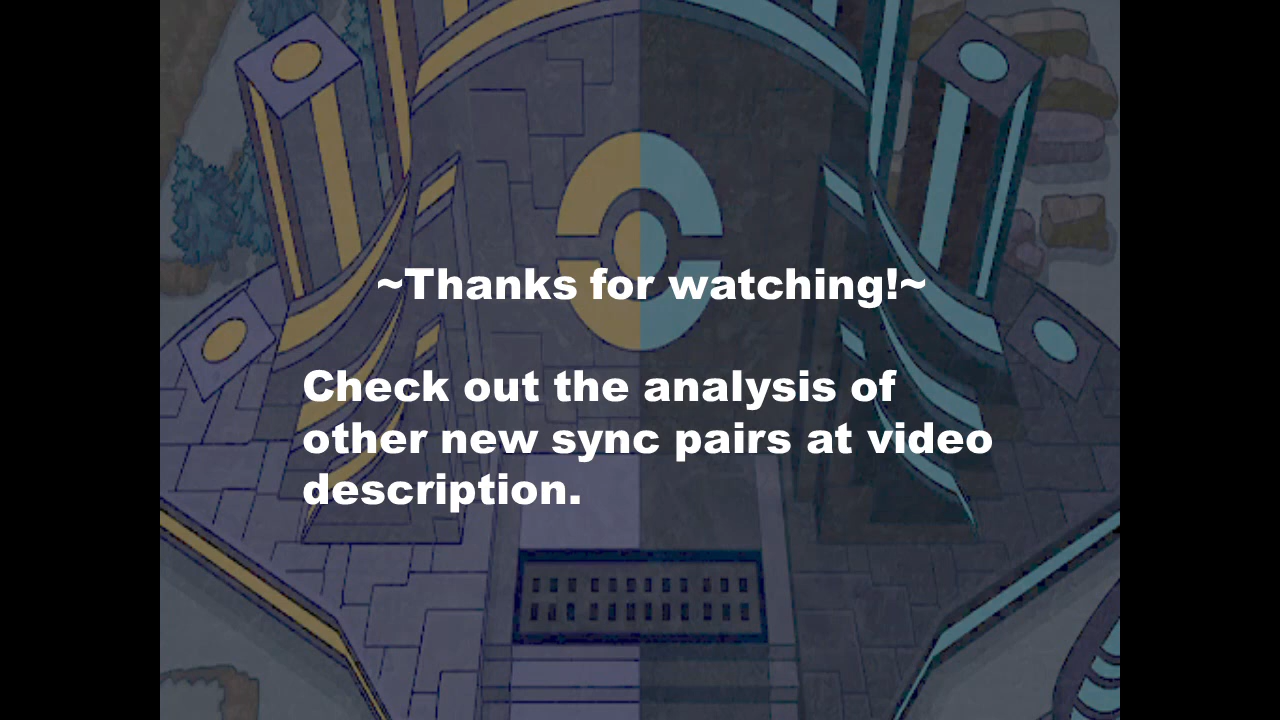 ~Thanks for watching!~
Check out the analysis of
other new sync pairs at video
description.